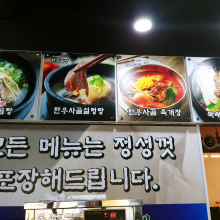 한우사골설렁탕
한우사골 육개장
모든 메뉴는 정성껏
포장해드립니다.